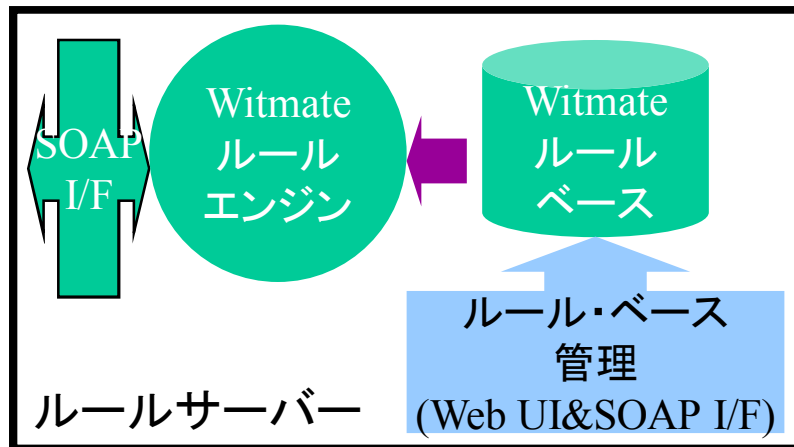 SOAP
I/F
Witmate
ルール
エンジン
Witmate
ルール
ベース
ルール・ベース
管理
(Web UI&SOAP I/F)
ルールサーバー